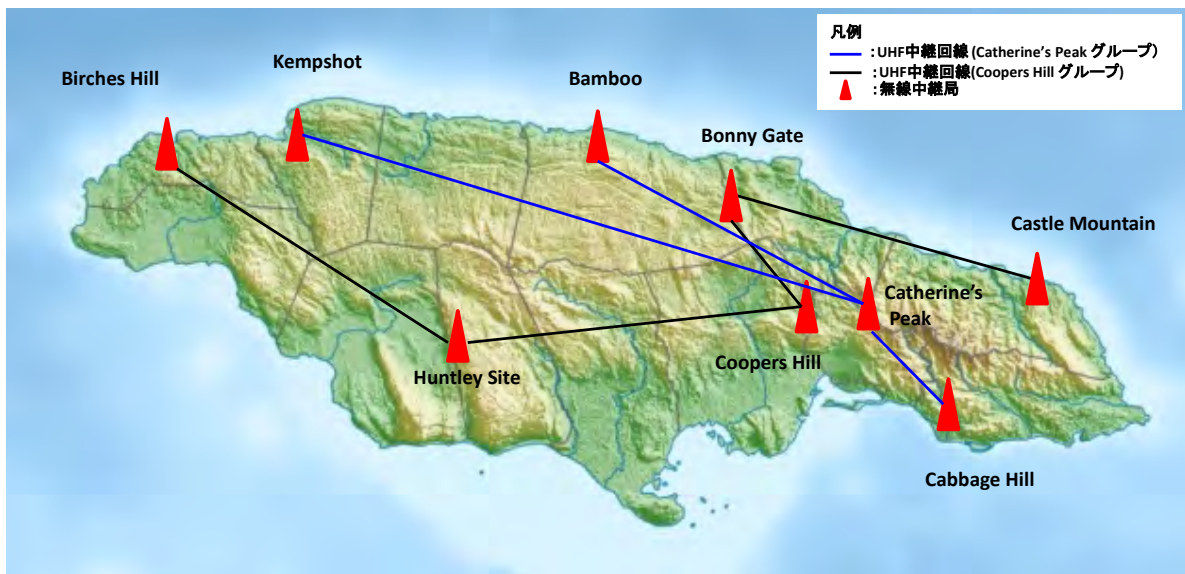 凡例
:UHF中継回線 (Catherine's Peak グループ)
:UHF中継回線(Coopers Hill グループ)
:無線中継局
Kempshot
Birches Hill
Bamboo
Bonny Gate
Castle Mountain
Catherine's
Peak
Coopers Hill
Huntley Site
Cabbage Hill